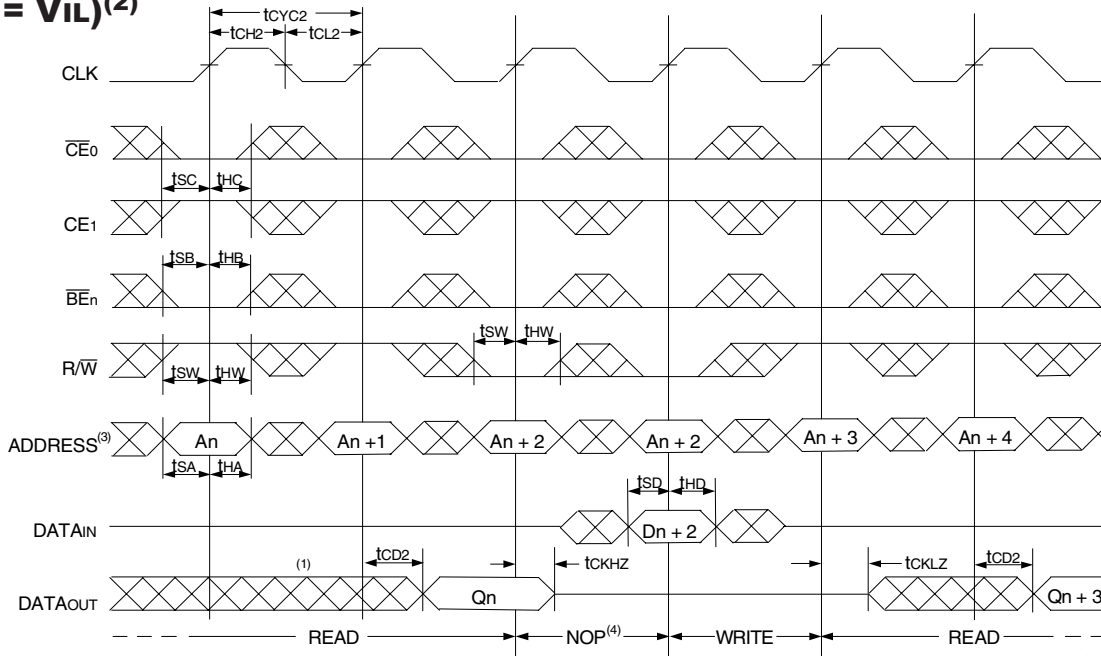 = VIL)(2)
tCYC2
tCH2 tCL2
CLK
CE0
tSC tHC
CE1
tSB tHB
BEn
tSW tHW
R/W
tSW tHW
ADDRESS(3) An An +1 An + 2 An + 2 An + 3 An + 4
tSA tHA
tSD tHD
DATAIN Dn + 2
(1) tCD2 tCKHZ tCKLZ tCD2
DATAOUT Qn Qn + 3
READ NOP(4) WRITE READ